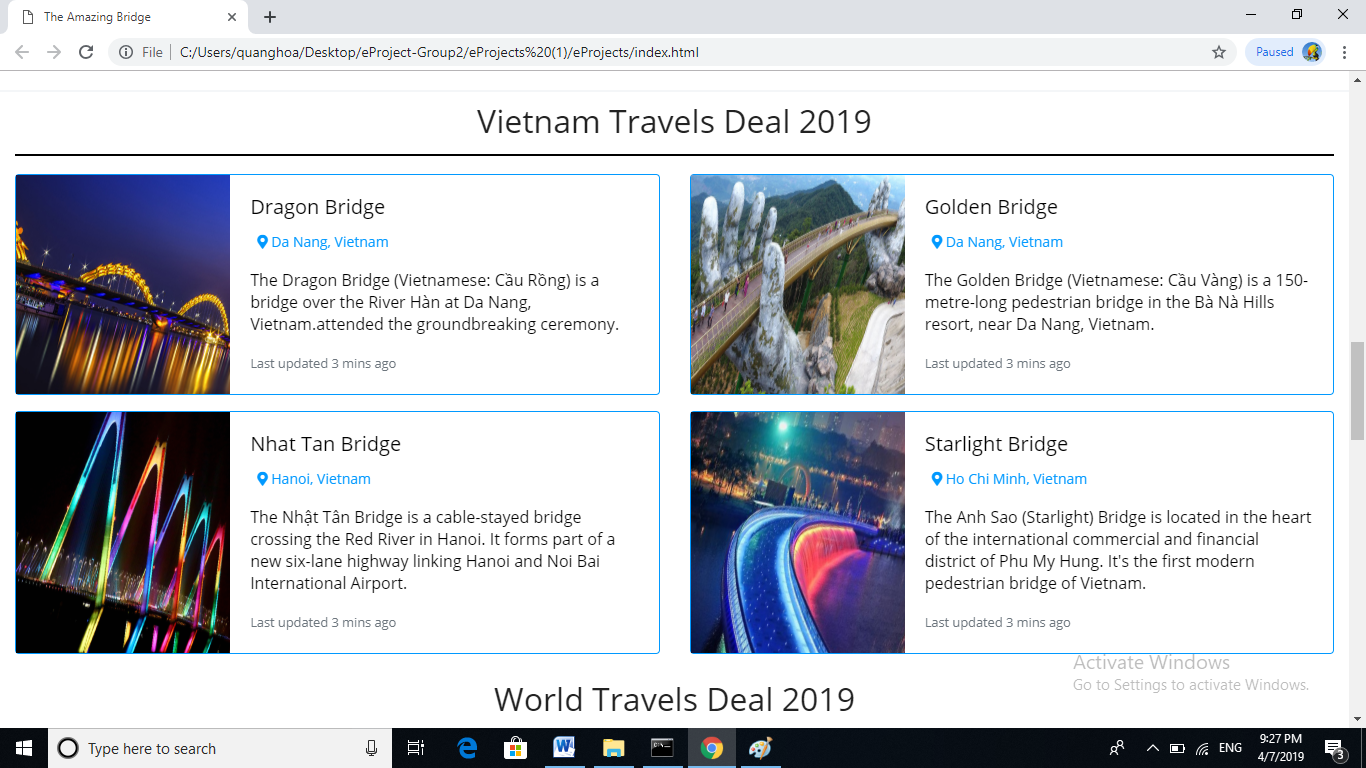 The Amazing Bridge
File
C:/Users/quanghoa/Desktop/eProject-Group2/eProjects%20(1)/eProjects/index.html
Paused
Vietnam Travels Deal 2019
Dragon Bridge
Da Nang, Vietnam
The Dragon Bridge (Vietnamese: Cầu Rồng) is a
bridge over the River Hàn at Da Nang,
Vietnam.attended the groundbreaking ceremony.
Last updated 3 mins ago
Golden Bridge
Da Nang, Vietnam
The Golden Bridge (Vietnamese: Cầu Vàng) is a 150-
metre-long pedestrian bridge in the Bà Nà Hills
resort, near Da Nang, Vietnam.
Last updated 3 mins ago
Nhat Tan Bridge
Hanoi, Vietnam
The Nhật Tân Bridge is a cable-stayed bridge
crossing the Red River in Hanoi. It forms part of a
new six-lane highway linking Hanoi and Noi Bai
International Airport.
Last updated 3 mins ago
Starlight Bridge
Ho Chi Minh, Vietnam
The Anh Sao (Starlight) Bridge is located in the heart
of the international commercial and financial
district of Phu My Hung. It's the first modern
pedestrian bridge of Vietnam.
Last updated 3 mins ago
World Travels Deal 2019
Activate Windows
Go to Settings to activate Windows.
Type here to search
ENG
9:27 PM
4/7/2019
3